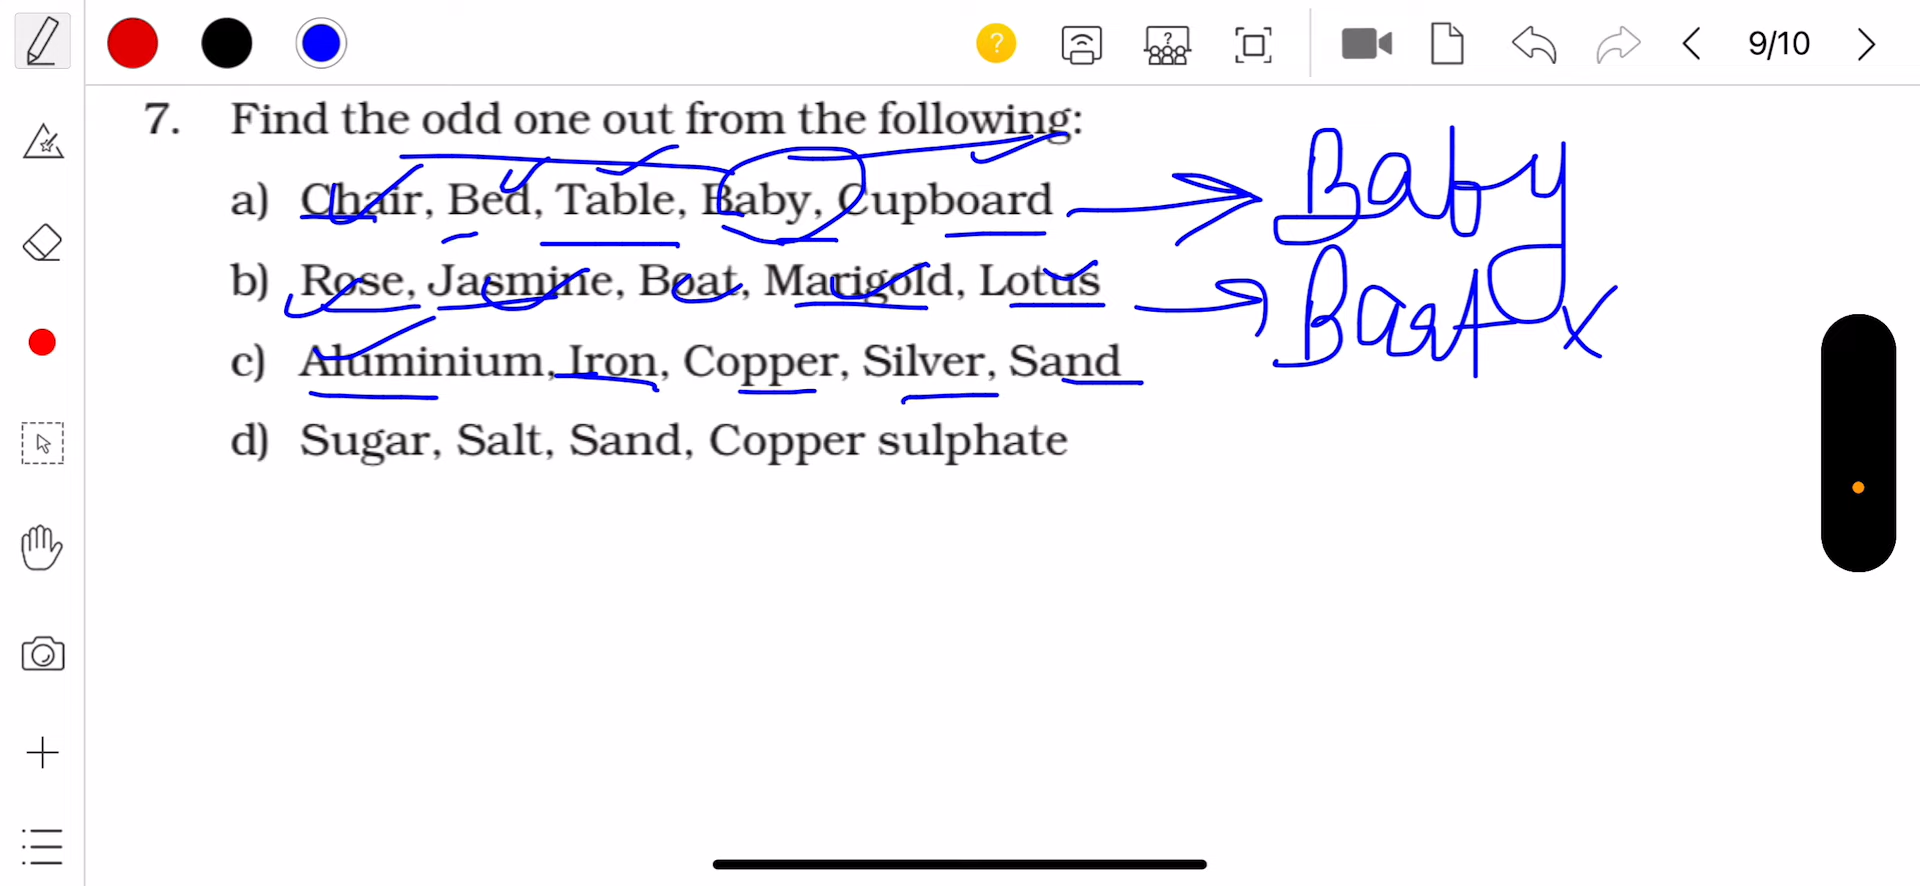 9/10
7. Find the odd one out from the following:
a) Chair, Bed, Table, Baby, Cupboard
Baby
b) Rose, Jasmine, Boat, Marigold, Lotus
c) Aluminium, Iron, Copper, Silver, Sand
d) Sugar, Salt, Sand, Copper sulphate